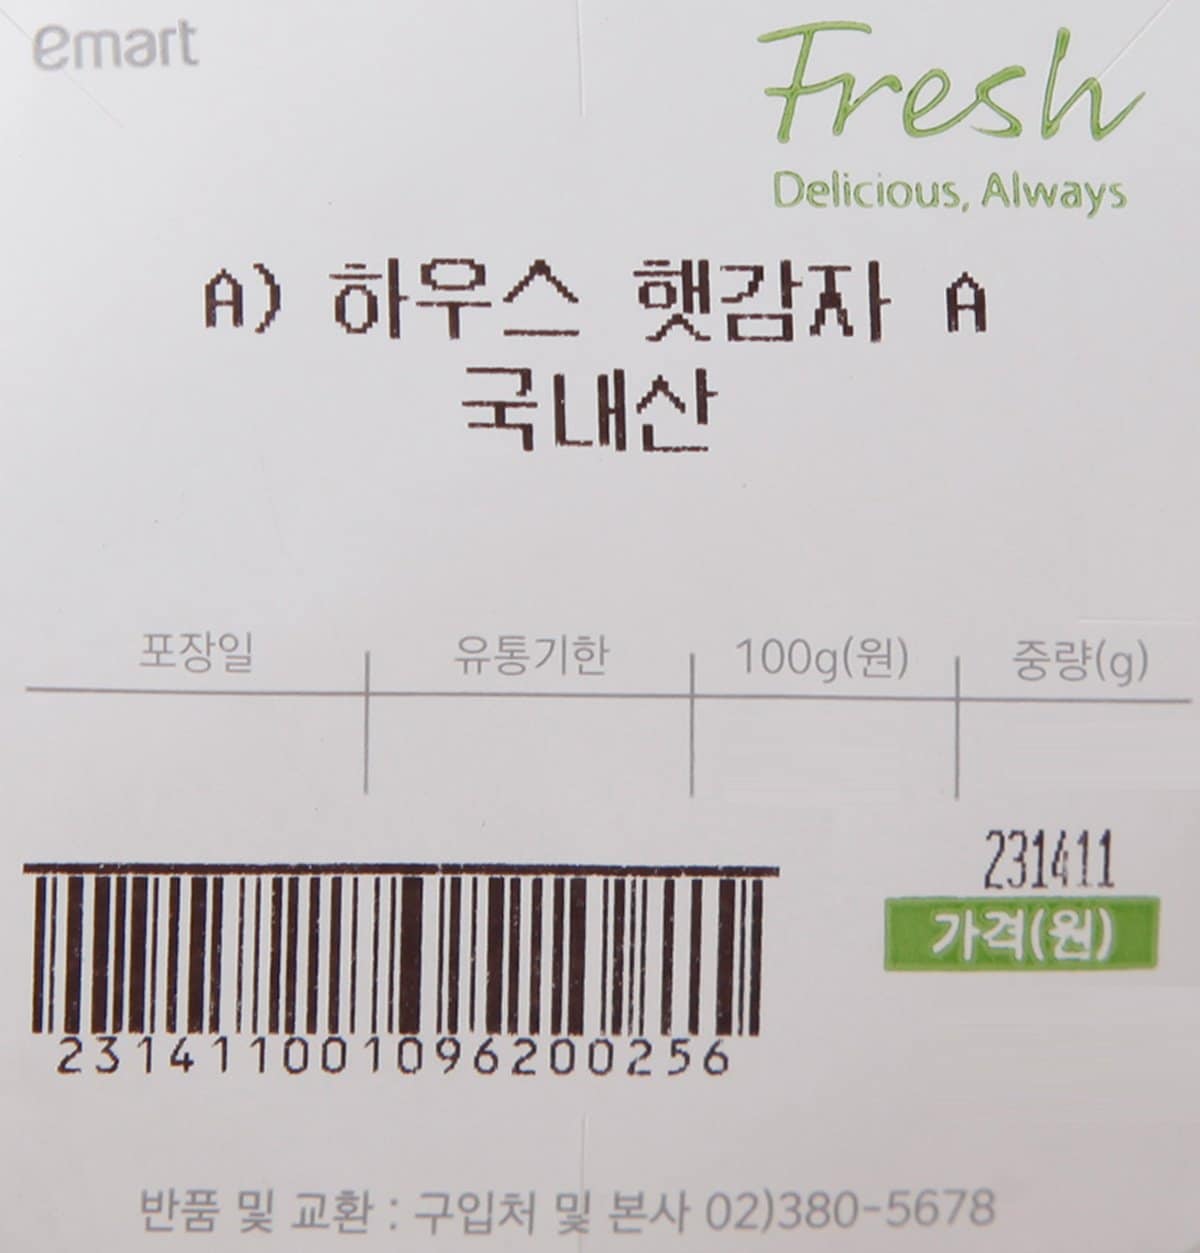 emart
Fresh
Delicious, Always
A) 하우스 햇감자 A
국내산
포장일 유통기한 100g(원) 중량(g)
231411
가격(원)
231411001096200256
반품 및 교환 : 구입처 및 본사 02)380-5678